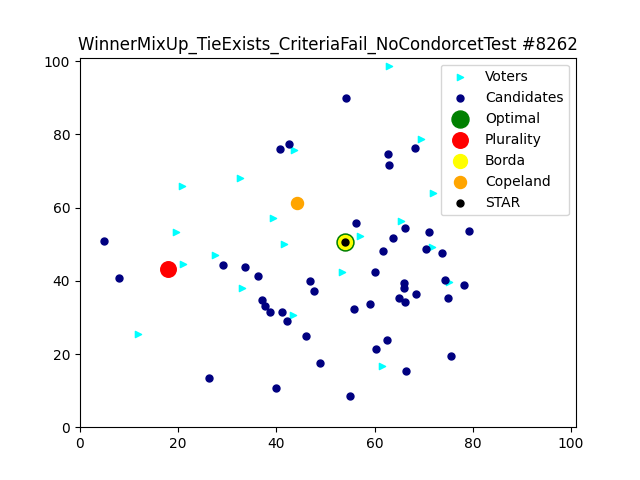 WinnerMixUp_TieExists_CriteriaFail_NoCondorcetTest #8262
100
80
60
40
20
0
0
20
40
60
80
100
Voters
Candidates
Optimal
Plurality
Borda
Copeland
STAR